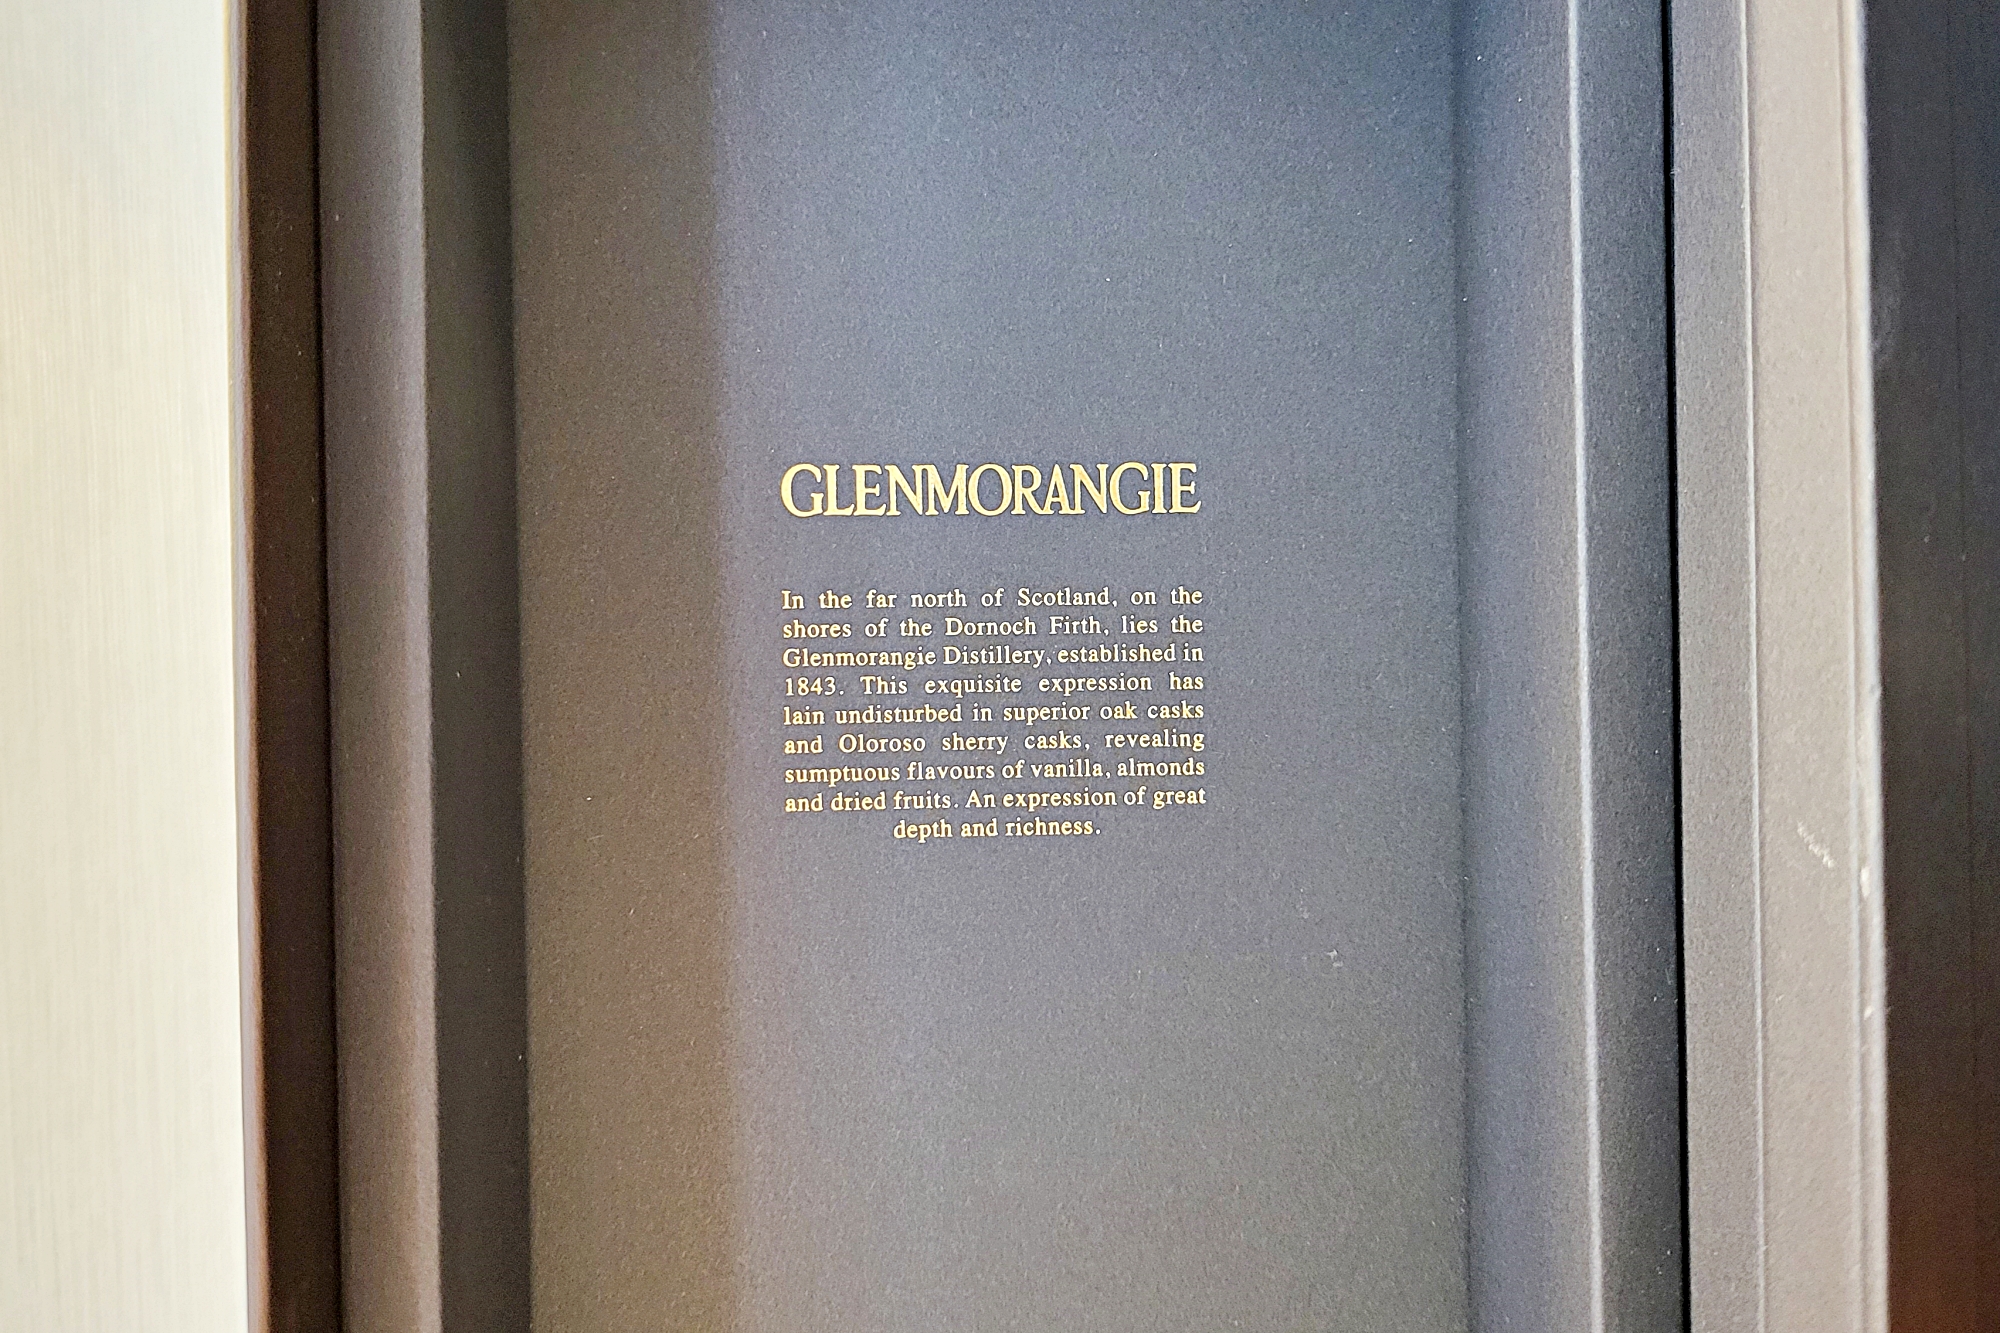 GLENMORANGIE
In the far north of Scotland, on the
shores of the Dornoch Firth, lies the
Glenmorangie Distillery, established in
1843. This exquisite expression has
lain undisturbed in superior oak casks
and Oloroso sherry casks, revealing
sumptuous flavours of vanilla, almonds
and dried fruits. An expression of great
depth and richness.